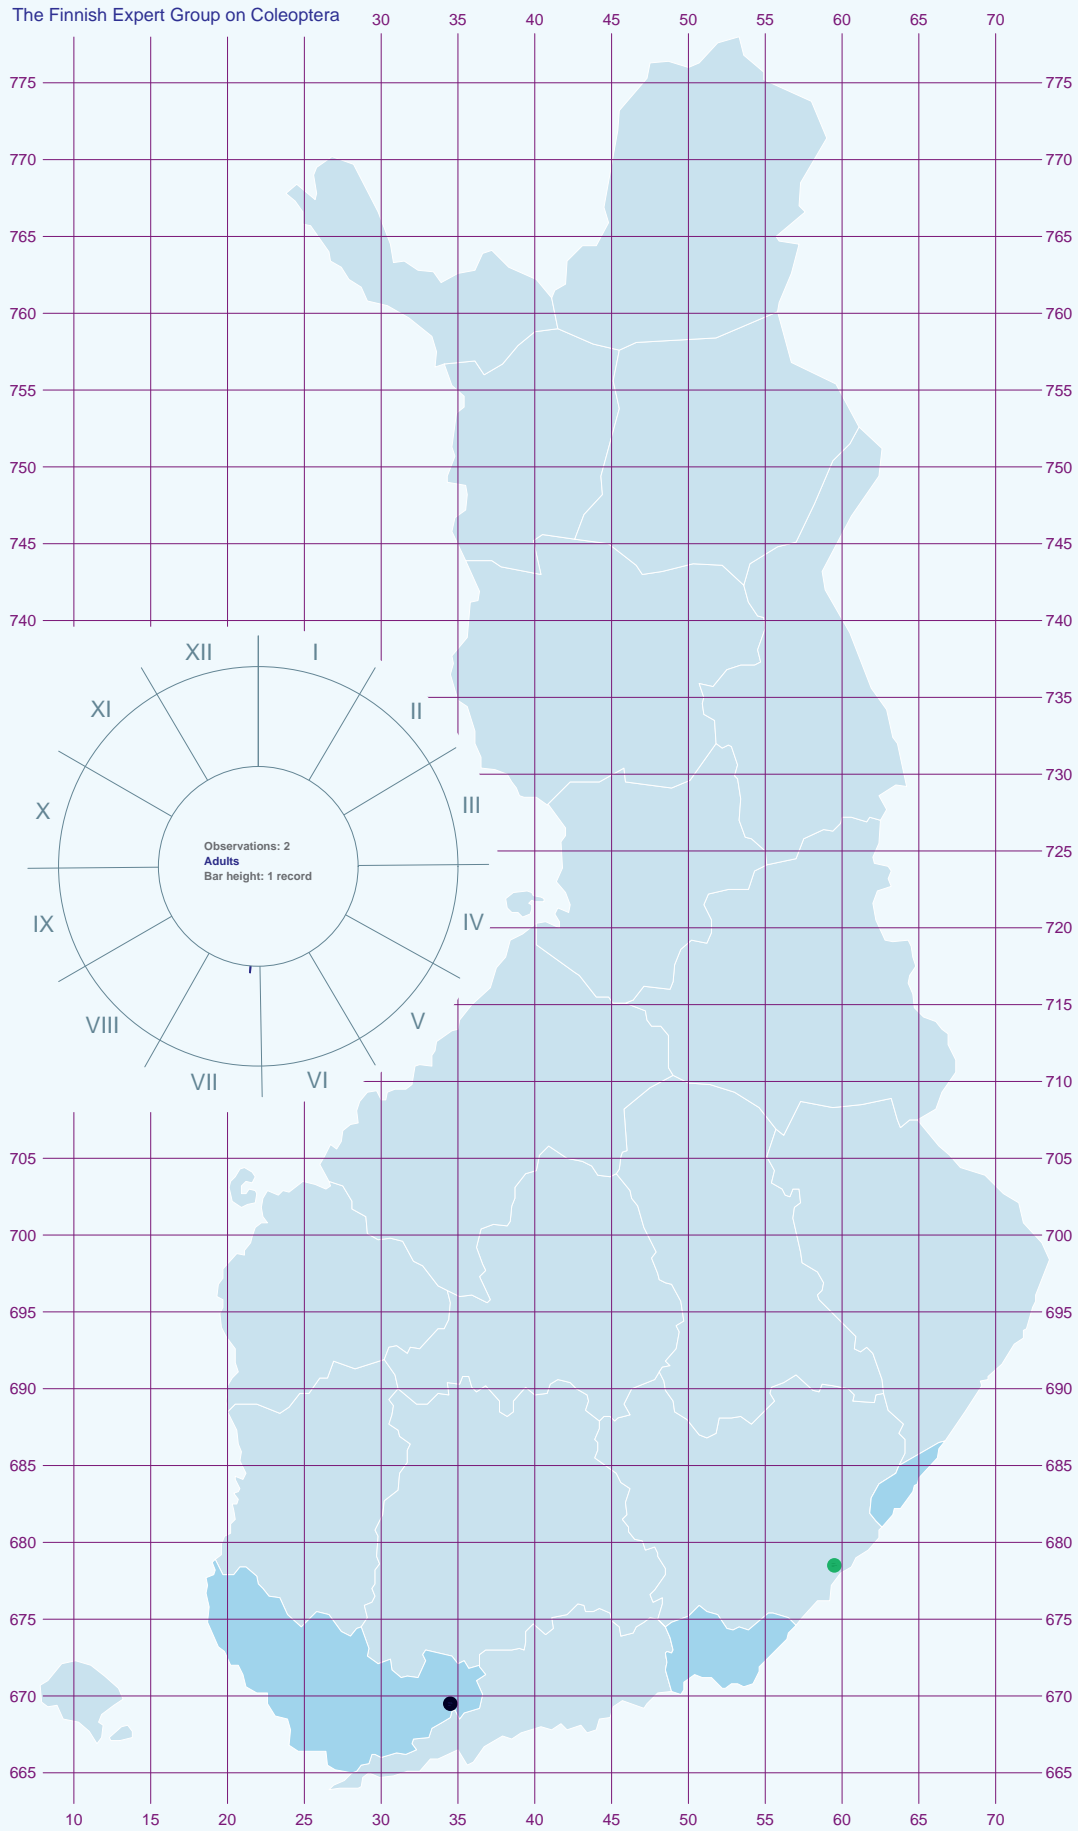 The Finnish Expert Group on Coleoptera 30 35 40 45 50 55 60 65 70
775 775
770 770
765 765
760 760
755 755
750 750
745 745
740 740
XII I
XI II
735
730
X III
Observations: 2
Adults
Bar height: 1 record
725
IX IV
720
715
VIII V
VII VI
710
705 705
700 700
695 695
690 690
685 685
680 680
675 675
670 670
665 665
10 15 20 25 30 35 40 45 50 55 60 65 70